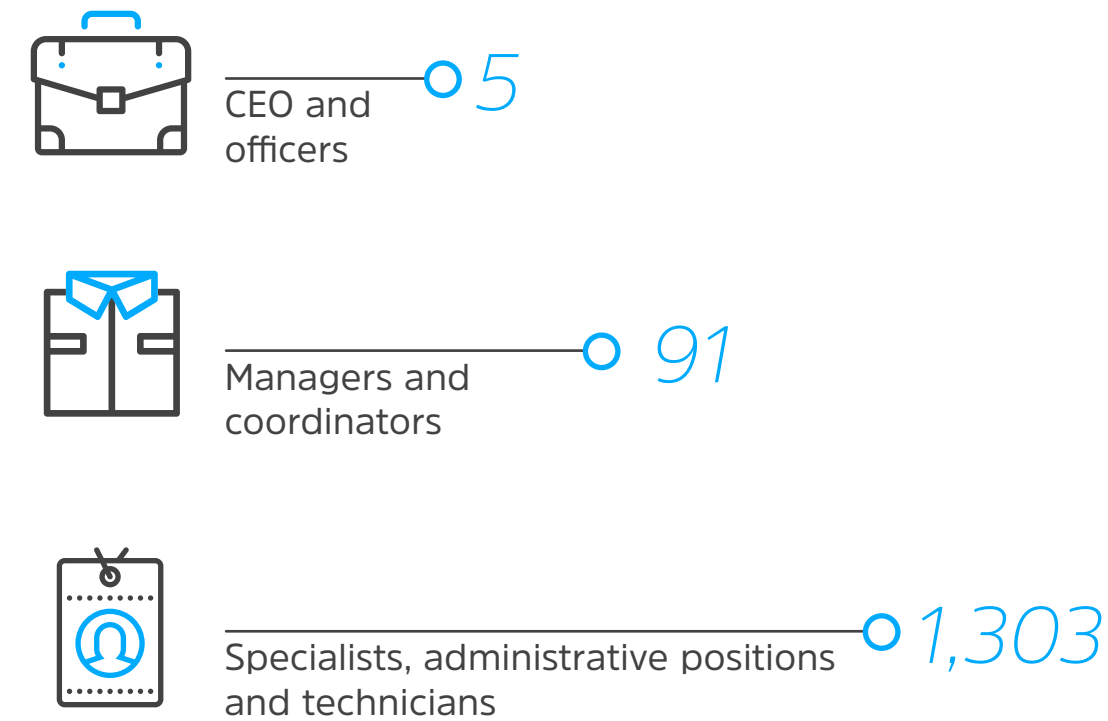 5
CEO and
officers
91
Managers and
coordinators
1,303
Specialists, administrative positions
and technicians